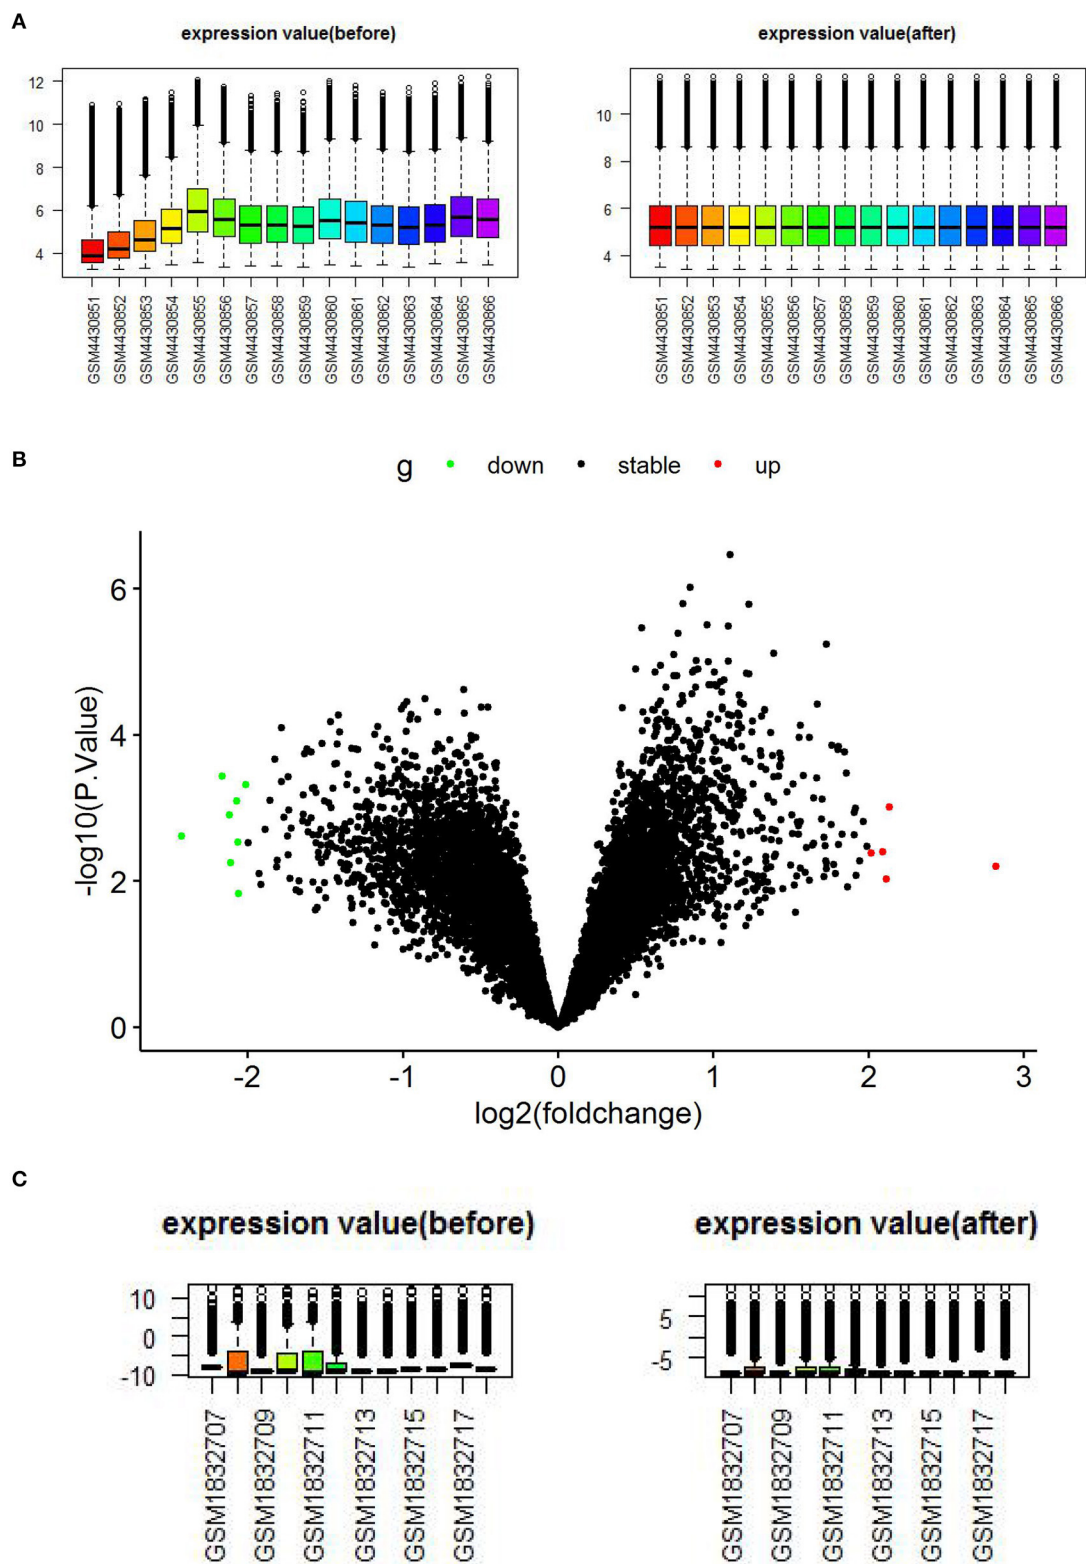 A
expression value(before)
expression value(after)
12
10
8
6
4
10
8
6
4
GSM4430851
GSM4430852
GSM4430853
GSM4430854
GSM4430855
GSM4430856
GSM4430857
GSM4430858
GSM4430859
GSM4430860
GSM4430861
GSM4430862
GSM4430863
GSM4430864
GSM4430865
GSM4430866
GSM4430851
GSM4430852
GSM4430853
GSM4430854
GSM4430855
GSM4430856
GSM4430857
GSM4430858
GSM4430859
GSM4430860
GSM4430861
GSM4430862
GSM4430863
GSM4430864
GSM4430865
GSM4430866
B
g down stable up
-log10(P.Value)
6
4
2
0
-2 -1 0 1 2 3
log2(foldchange)
C
expression value(before)
expression value(after)
10
0
-10
5
-5
GSM1832707
GSM1832709
GSM1832711
GSM1832713
GSM1832715
GSM1832717
GSM1832707
GSM1832709
GSM1832711
GSM1832713
GSM1832715
GSM1832717